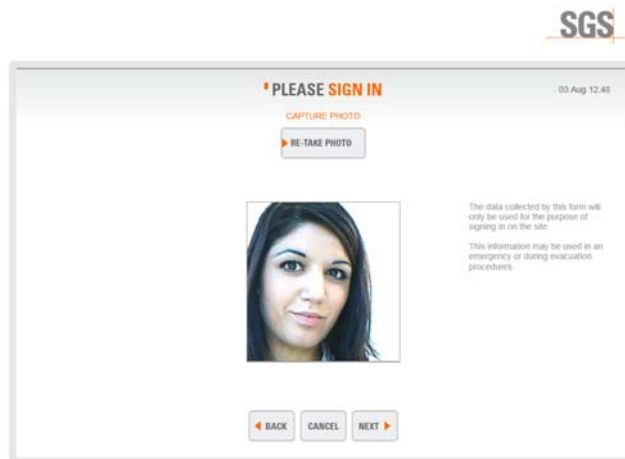 SGS
PLEASE SIGN IN
03 Aug 12:40
CAPTURE PHOTO
RE-TAKE PHOTO
The data collected by this form will
only be used for the purpose of
signing in on the site.
This information may be used in an
emergency or during evacuation
procedures.
BACK
CANCEL
NEXT